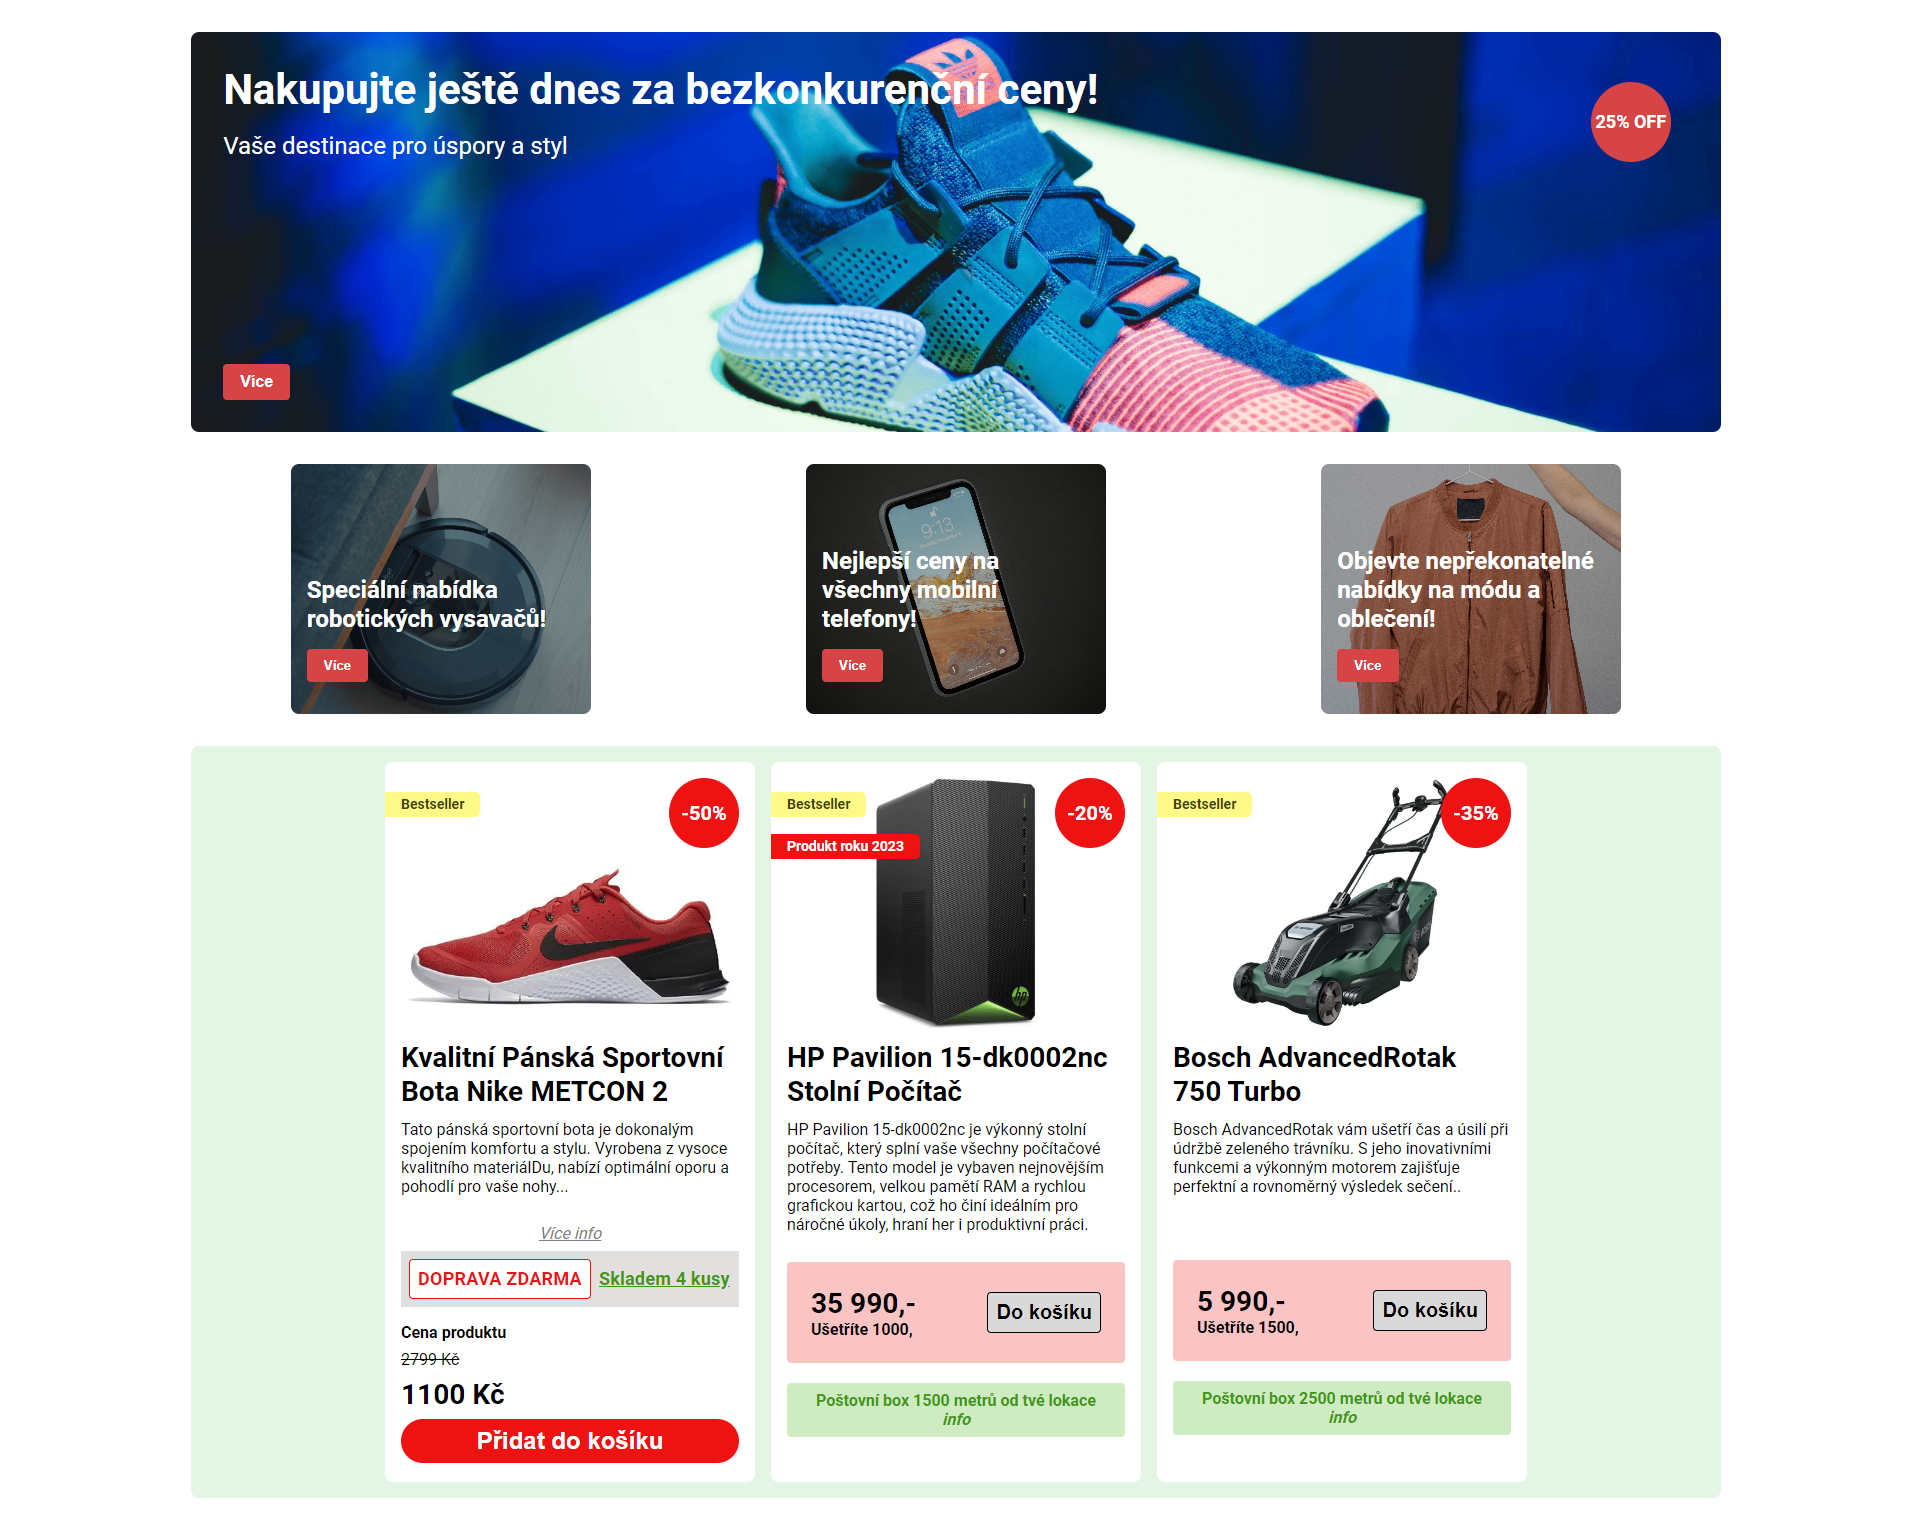 Nakupujte ještě dnes za bezkonkurenční ceny!
Vaše destinace pro úspory a styl
25% OFF
Více
Speciální nabídka
robotických vysavačů!
Více
9:13
Nejlepší ceny na
všechny mobilní
telefony!
Více
Objevte nepřekonatelné
nabídky na módu a
oblečení!
Více
Bestseller
-50%
Kvalitní Pánská Sportovní
Bota Nike METCON 2
Tato pánská sportovní bota je dokonalým
spojením komfortu a stylu. Vyrobena z vysoce
kvalitního materiálDu, nabízí optimální oporu a
pohodlí pro vaše nohy...
Více info
DOPRAVA ZDARMA
Skladem 4 kusy
Cena produktu
2799 Kč
1100 Kč
Přidat do košíku
Bestseller
-20%
Produkt roku 2023
hp
HP Pavilion 15-dk0002nc
Stolní Počítač
HP Pavilion 15-dk0002nc je výkonný stolní
počítač, který splní vaše všechny počítačové
potřeby. Tento model je vybaven nejnovějším
procesorem, velkou pamětí RAM a rychlou
grafickou kartou, což ho činí ideálním pro
náročné úkoly, hraní her i produktivní práci.
35 990,-
Ušetříte 1000,
Do košíku
Poštovní box 1500 metrů od tvé lokace
info
Bestseller
-35%
Bosch AdvancedRotak
750 Turbo
Bosch AdvancedRotak vám ušetří čas a úsilí při
údržbě zeleného trávníku. S jeho inovativními
funkcemi a výkonným motorem zajišťuje
perfektní a rovnoměrný výsledek sečení..
5 990,-
Ušetříte 1500,
Do košíku
Poštovní box 2500 metrů od tvé lokace
info